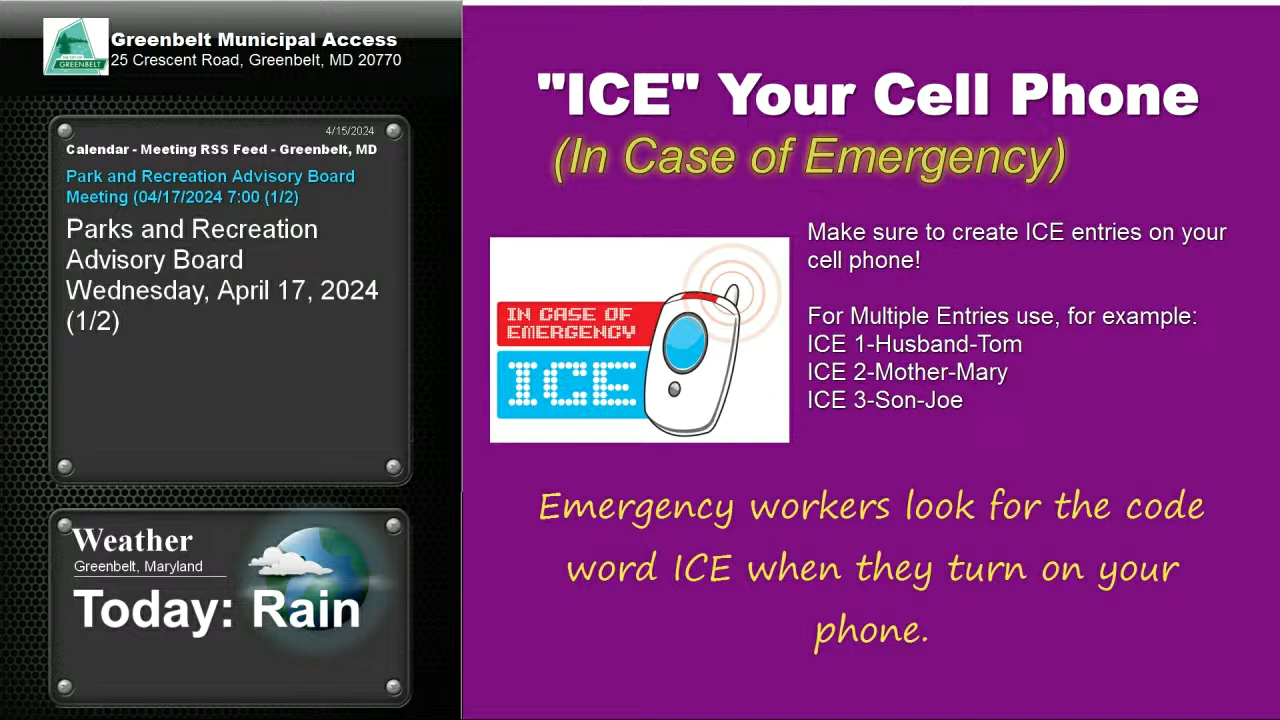 Greenbelt Municipal Access
25 Crescent Road, Greenbelt, MD 20770
GREENBELT
4/15/2024
Calendar - Meeting RSS Feed - Greenbelt, MD
Park and Recreation Advisory Board
Meeting (04/17/2024 7:00 (1/2)
Parks and Recreation
Advisory Board
Wednesday, April 17, 2024
(1/2)
Weather
Greenbelt, Maryland
Today: Rain
"ICE" Your Cell Phone
(In Case of Emergency)
IN CASE OF
EMERGENCY
ICE
Make sure to create ICE entries on your
cell phone!
For Multiple Entries use, for example:
ICE 1-Husband-Tom
ICE 2-Mother-Mary
ICE 3-Son-Joe
Emergency workers look for the code
word ICE when they turn on your
phone.